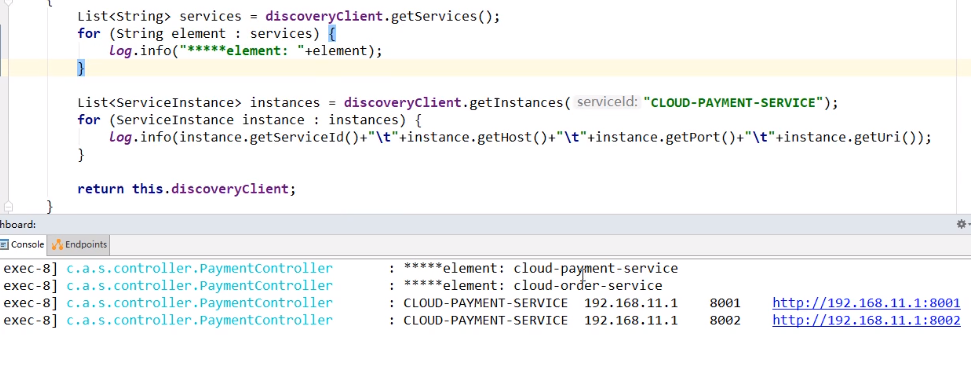 {
List<String> services = discoveryClient.getServices();
for (String element : services) {
log.info("*****element: "+element);
}
List<ServiceInstance> instances = discoveryClient.getInstances( serviceId: "CLOUD-PAYMENT-SERVICE");
for (ServiceInstance instance : instances) {
log.info(instance.getServiceId()+"\t"+instance.getHost()+"\t"+instance.getPort()+"\t"+instance.getUri());
}
return this.discoveryClient;
}
hboard:
Console Endpoints
exec-8] c.a.s.controller.PaymentController : *****element: cloud-payment-service
exec-8] c.a.s.controller.PaymentController : *****element: cloud-order-service
exec-8] c.a.s.controller.PaymentController : CLOUD-PAYMENT-SERVICE 192.168.11.1 8001 http://192.168.11.1:8001
exec-8] c.a.s.controller.PaymentController : CLOUD-PAYMENT-SERVICE 192.168.11.1 8002 http://192.168.11.1:8002